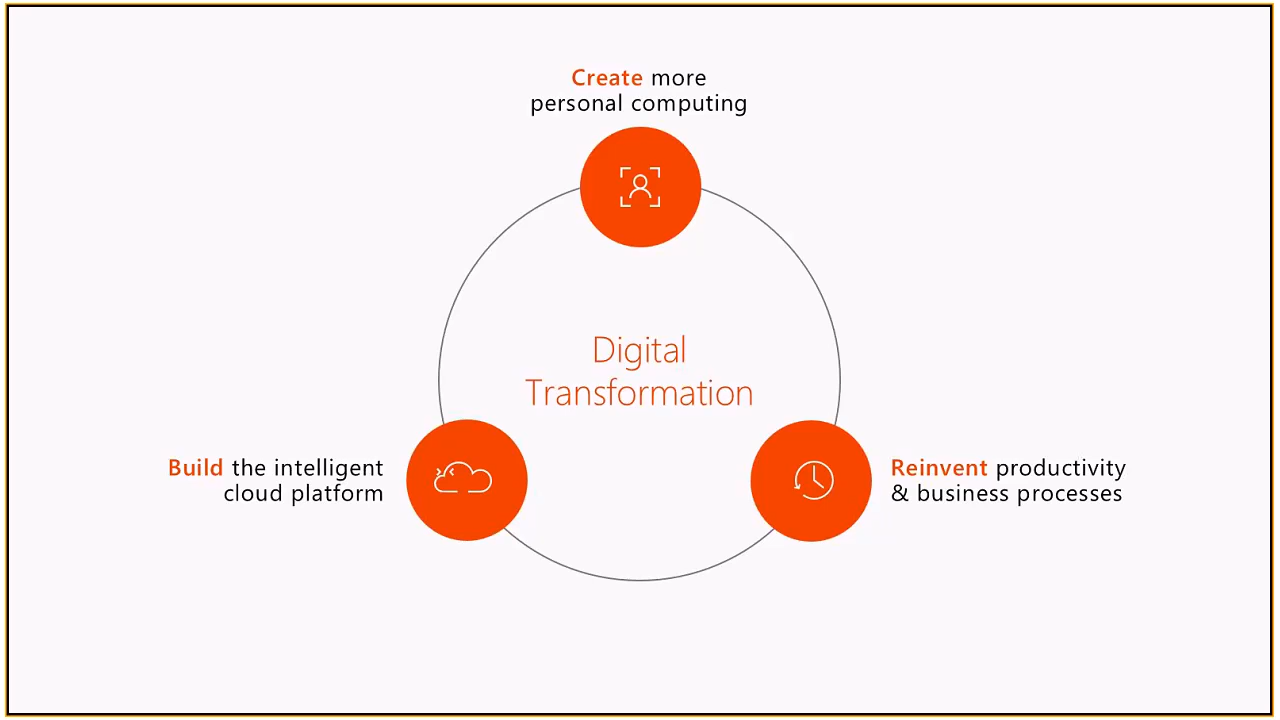 Create more
personal computing
Digital
Transformation
Build the intelligent
cloud platform
Reinvent productivity
& business processes